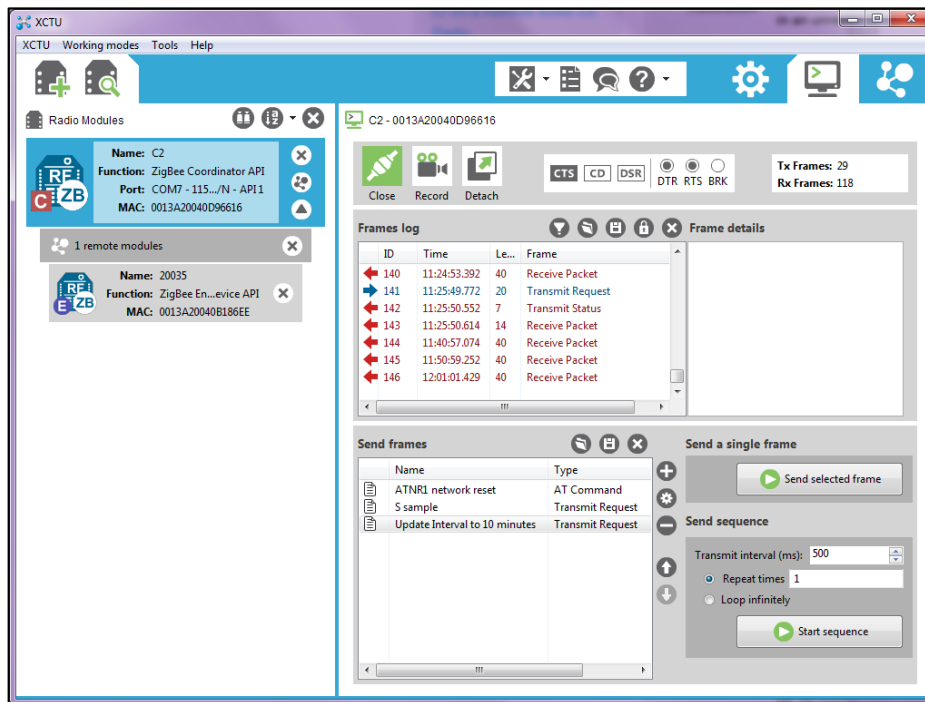 XCTU
XCTU Working modes Tools Help
Radio Modules
Name: C2
Function: ZigBee Coordinator API
Port: COM7 - 115.../N - API 1
MAC: 0013A20040D96616
RF
C ZB
1 remote modules
Name: 20035
Function: ZigBee En...evice API
MAC: 0013A20040B186EE
RF
E ZB
C2 - 0013A20040D96616
Close Record Detach
CTS CD DSR DTR RTS BRK
Tx Frames: 29
Rx Frames: 118
Frames log
ID Time Le... Frame
140 11:24:53.392 40 Receive Packet
141 11:25:49.772 20 Transmit Request
142 11:25:50.552 7 Transmit Status
143 11:25:50.614 14 Receive Packet
144 11:40:57.074 40 Receive Packet
145 11:50:59.252 40 Receive Packet
146 12:01:01.429 40 Receive Packet
Frame details
Send frames
Name Type
ATNR1 network reset AT Command
S sample Transmit Request
Update Interval to 10 minutes Transmit Request
Send a single frame
Send selected frame
Send sequence
Transmit interval (ms): 500
Repeat times 1
Loop infinitely
Start sequence